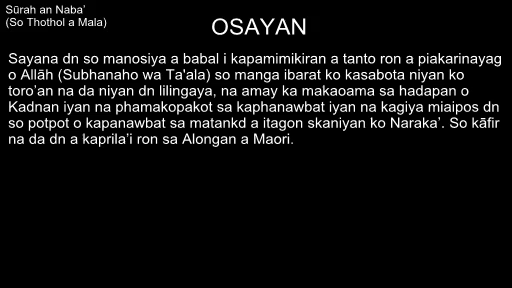 Sūrah an Naba’
(So Thothol a Mala)
OSAYAN
Sayana dn so manosiya a babal i kapamimikiran a tanto ron a piakarinayag
o Allāh (Subhanaho wa Ta'ala) so manga ibarat ko kasabota niyan ko
toro’an na da niyan dn lilingaya, na amay ka makaoama sa hadapan o
Kadnan iyan na phamakopakot sa kaphanawbat iyan na kagiya miaipos dn
so potpot o kapanawbat sa matankd a itagon skaniyan ko Naraka’. So kāfir
na da dn a kaprila’i ron sa Alongan a Maori.